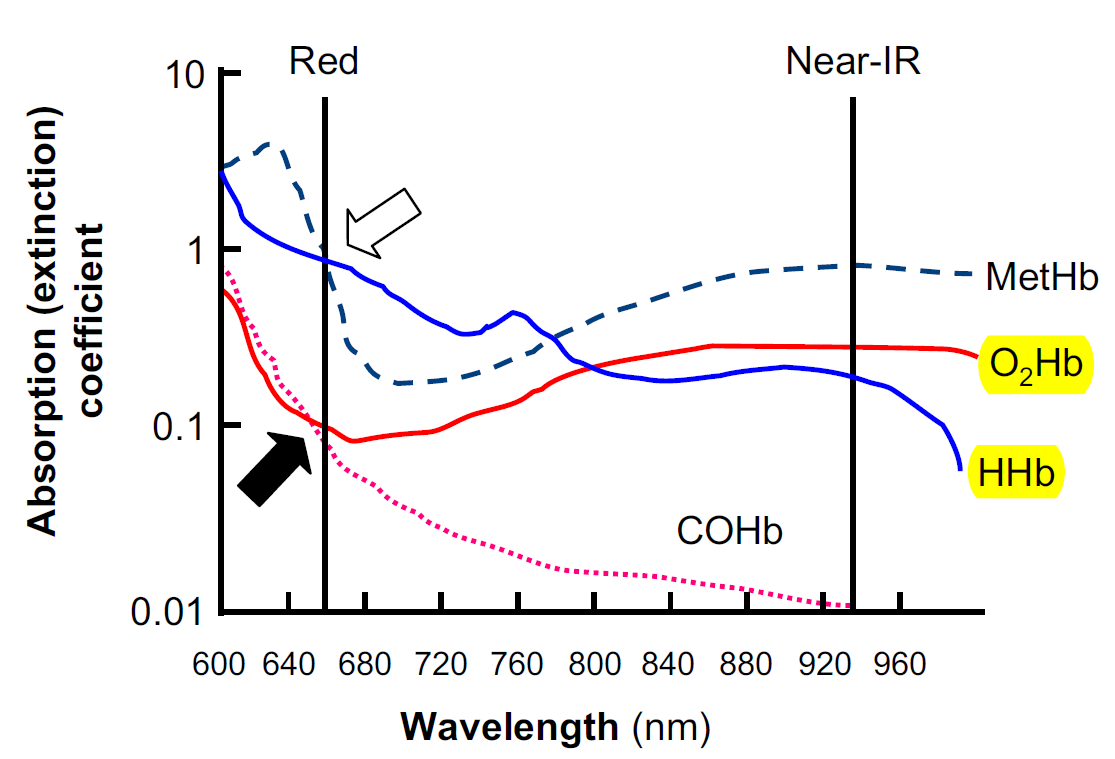 Red
Near-IR
10
1
0.1
0.01
Absorption (extinction)
coefficient
MetHb
O₂Hb
HHb
COHb
600 640 680 720 760 800 840 880 920 960
Wavelength (nm)